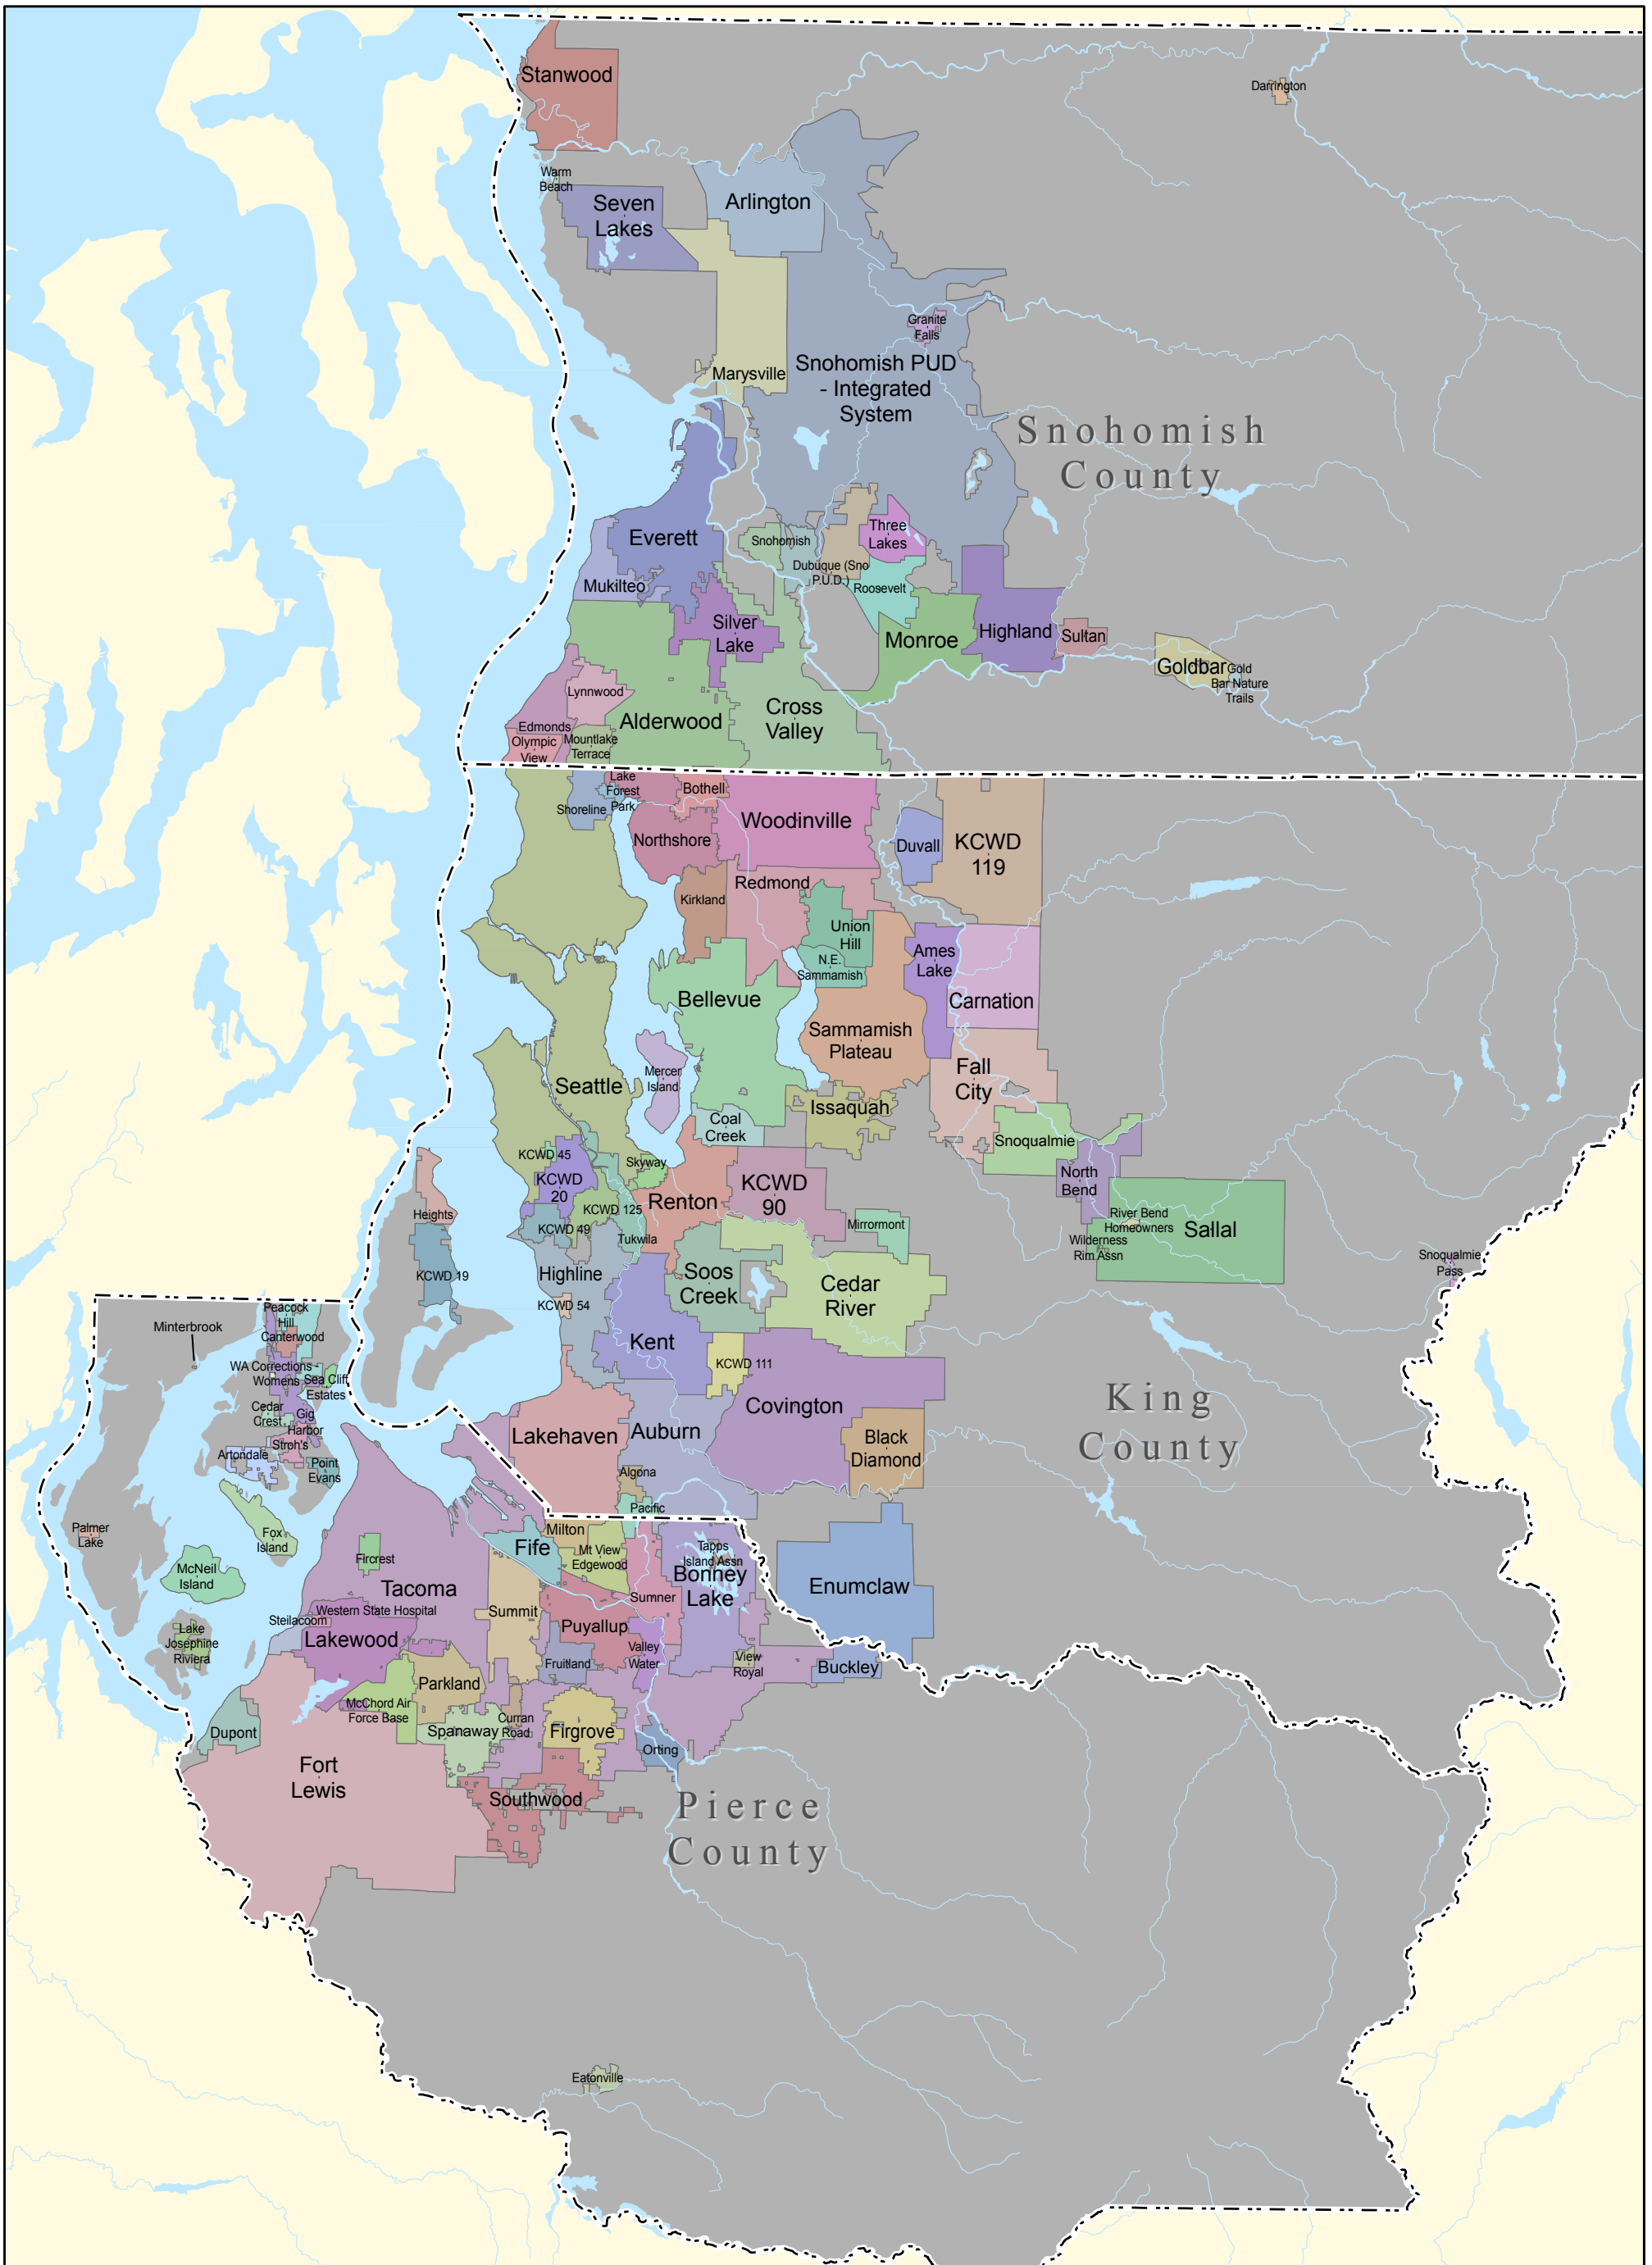 Stanwood
Darrington
Warm
Beach
Seven
Lakes
Arlington
Granite
Falls
Marysville
Snohomish PUD
- Integrated
System
Snohomish
County
Everett
Snohomish
Three
Lakes
Dubuque (Sno
P.U.D.
Roosevelt
Mukilteo
Silver
Lake
Monroe
Highland
Sultan
Goldbar
Gold
Bar Nature
Trails
Lynnwood
Edmonds
Alderwood
Cross
Valley
Olympic
View
Mountlake
Terrace
Lake
Forest
Park
Bothell
Shoreline
Northshore
Woodinville
Duvall
KCWD
119
Redmond
Kirkland
Union
Hill
N.E.
Sammamish
Ames
Lake
Carnation
Bellevue
Sammamish
Plateau
Seattle
Mercer
Island
Fall
City
Issaquah
Coal
Creek
Snoqualmie
KCWD 45
Skyway
KCWD
20
North
Bend
Renton
KCWD
90
KCWD 125
Heights
KCWD 49
Tukwila
Mirrormont
River Bend
Homeowners
Sallal
Wilderness
Rim Assn
Snoqualmie
Pass
KCWD 19
Highline
Soos
Creek
Cedar
River
KCWD 54
Peacock
Hill
Canterwood
Minterbrook
Kent
KCWD 111
WA Corrections -
Womens
Sea Cliff
Estates
Covington
King
County
Cedar
Crest
Gig
Harbor
Stroh's
Artondale
Point
Evans
Lakehaven
Auburn
Black
Diamond
Algona
Pacific
Palmer
Lake
Fox
Island
Milton
Fife
Mt View
Edgewood
Tapps
Island Assn
Bonney
Lake
Fircrest
McNeil
Island
Tacoma
Enumclaw
Western State Hospital
Steilacoom
Summit
Sumner
Puyallup
Lake
Josephine
Riviera
Lakewood
Valley
Water
View
Royal
Fruitland
Buckley
Parkland
McChord Air
Force Base
Dupont
Spanaway
Curran
Road
Firgrove
Orting
Fort
Lewis
Southwood
Pierce
County
Eatonville